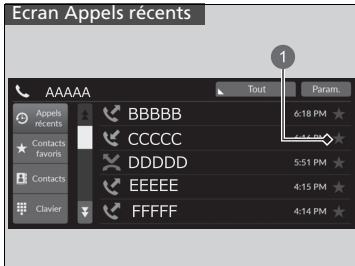 Ecran Appels récents
1
AAAAA
Tout
Param.
Appels
récents
BBBBB
6:18 PM
Contacts
favoris
CCCCC
DDDDD
5:51 PM
Contacts
EEEEE
4:15 PM
Clavier
FFFFF
4:14 PM